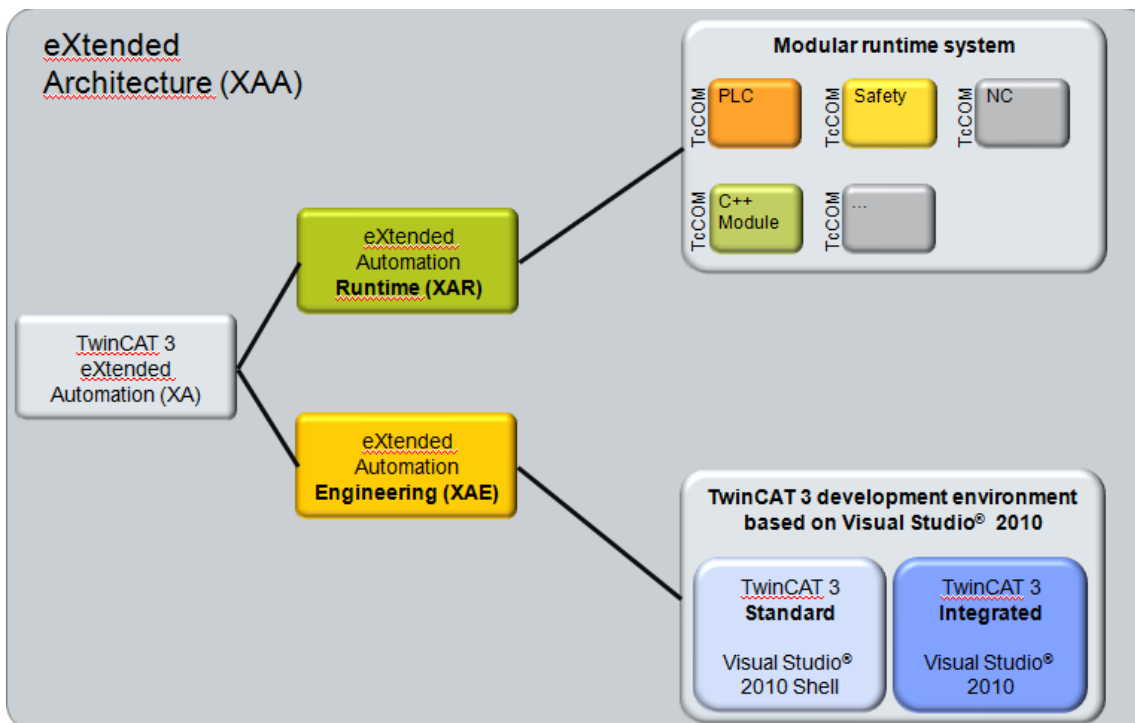 eXtended
Architecture (XAA)
Modular runtime system
TcCOM
PLC
TcCOM
Safety
TcCOM
NC
TcCOM
C++
Module
TcCOM
...
eXtended
Automation
Runtime (XAR)
TwinCAT 3
eXtended
Automation (XA)
eXtended
Automation
Engineering (XAE)
TwinCAT 3 development environment
based on Visual Studio® 2010
TwinCAT 3
Standard
Visual Studio®
2010 Shell
TwinCAT 3
Integrated
Visual Studio®
2010